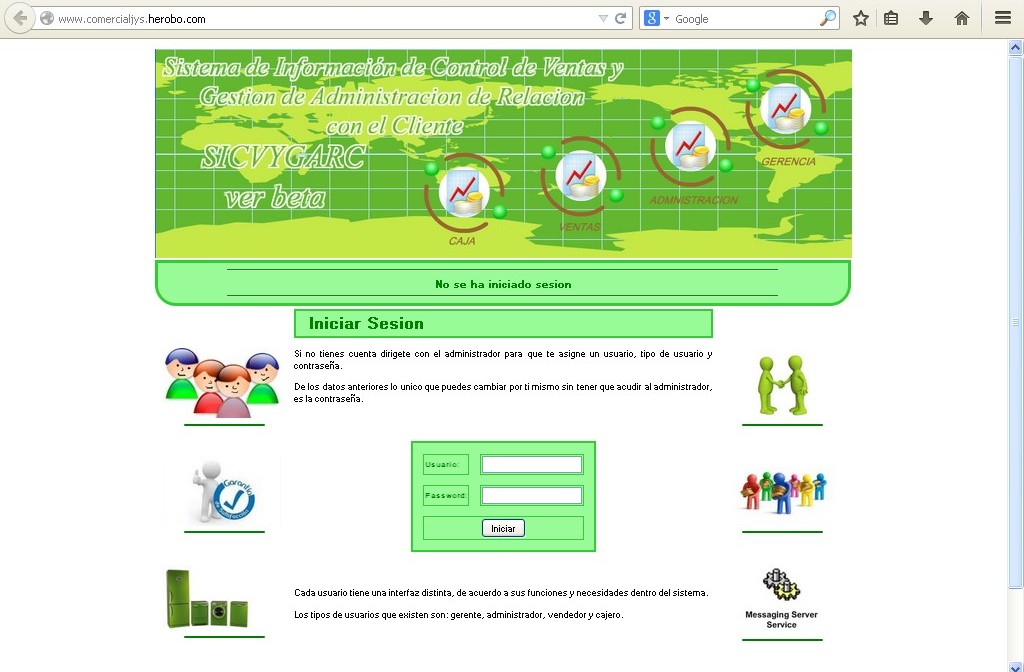 www.comercialjys.herobo.com
Google
Sistema de Información de Control de Ventas y
Gestion de Administracion de Relacion
con el Cliente
SICVYGARC
ver beta
GERENCIA
ADMNISTRACION
VENTAS
CAJA
No se ha iniciado sesion
Iniciar Sesion
Si no tienes cuenta dirigete con el administrador para que te asigne un usuario, tipo de usuario y
contraseña.
De los datos anteriores lo unico que puedes cambiar por ti mismo sin tener que acudir al administrador,
es la contraseña.
Usuario:
Password:
Iniciar
Garantía
Cada usuario tiene una interfaz distinta, de acuerdo a sus funciones y necesidades dentro del sistema.
Los tipos de usuarios que existen son: gerente, administrador, vendedor y cajero.
Messaging Server
Service